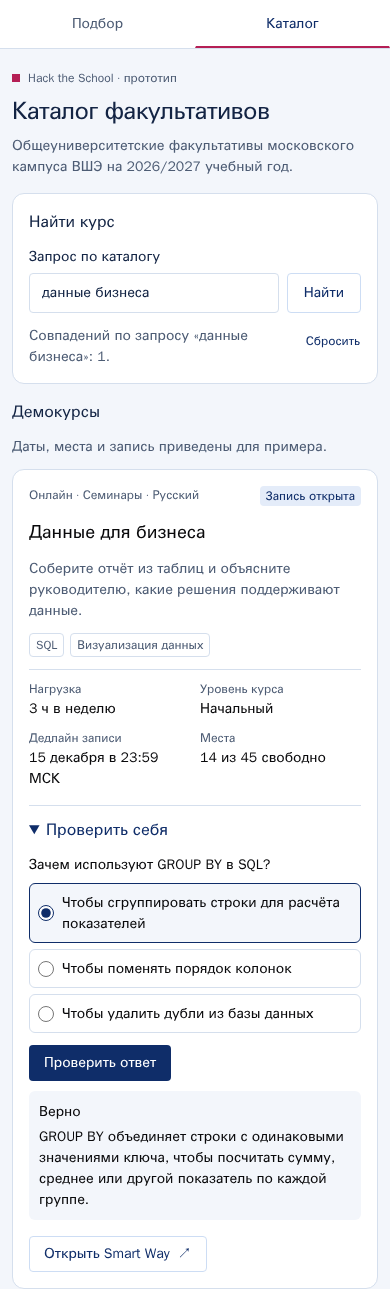 Подбор
Каталог
Hack the School · прототип
Каталог факультативов
Общеуниверситетские факультативы московского
кампуса ВШЭ на 2026/2027 учебный год.
Найти курс
Запрос по каталогу
данные бизнеса
Найти
Совпадений по запросу «данные
бизнеса»: 1.
Сбросить
Демокурсы
Даты, места и запись приведены для примера.
Онлайн · Семинары · Русский
Запись открыта
Данные для бизнеса
Соберите отчёт из таблиц и объясните
руководителю, какие решения поддерживают
данные.
SQL
Визуализация данных
Нагрузка
3 ч в неделю
Уровень курса
Начальный
Дедлайн записи
15 декабря в 23:59
МСК
Места
14 из 45 свободно
Проверить себя
Зачем используют GROUP BY в SQL?
Чтобы сгруппировать строки для расчёта
показателей
Чтобы поменять порядок колонок
Чтобы удалить дубли из базы данных
Проверить ответ
Верно
GROUP BY объединяет строки с одинаковыми
значениями ключа, чтобы посчитать сумму,
среднее или другой показатель по каждой
группе.
Открыть Smart Way ↗